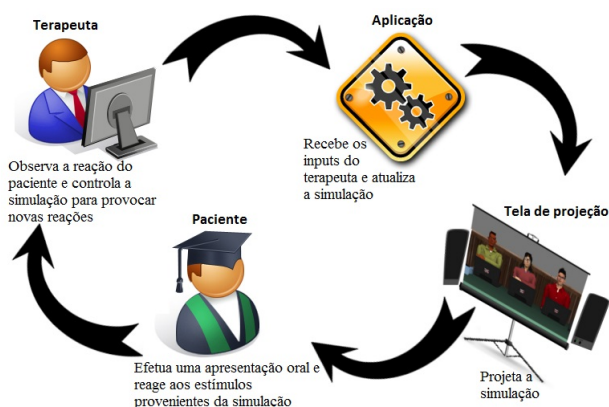 Terapeuta
Observa a reação do
paciente e controla a
simulação para provocar
novas reações
Aplicação
Recebe os
inputs do
terapeuta e atualiza
a simulação
Tela de projeção
Projeta a
simulação
Paciente
Efetua uma apresentação oral e
reage aos estímulos
provenientes da simulação